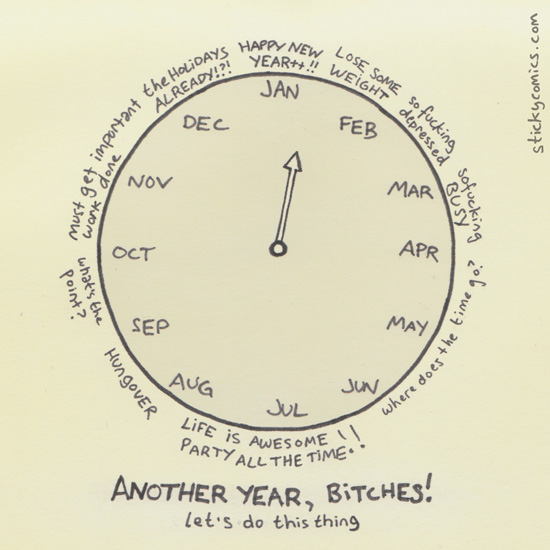 stickycomics.com
HAPPY NEW
YEAR++!!
LOSE SOME
WEIGHT
so fucking
depressed
so fucking
BUSY
where does the time go?
LIFE IS AWESOME!!
PARTY ALL THE TIME.
HUNGOVER
what's the
point?
must get important
work done
the HOLIDAYS
ALREADY!?!
JAN
FEB
MAR
APR
MAY
JUN
JUL
AUG
SEP
OCT
NOV
DEC
ANOTHER YEAR, BITCHES!
let's do this thing